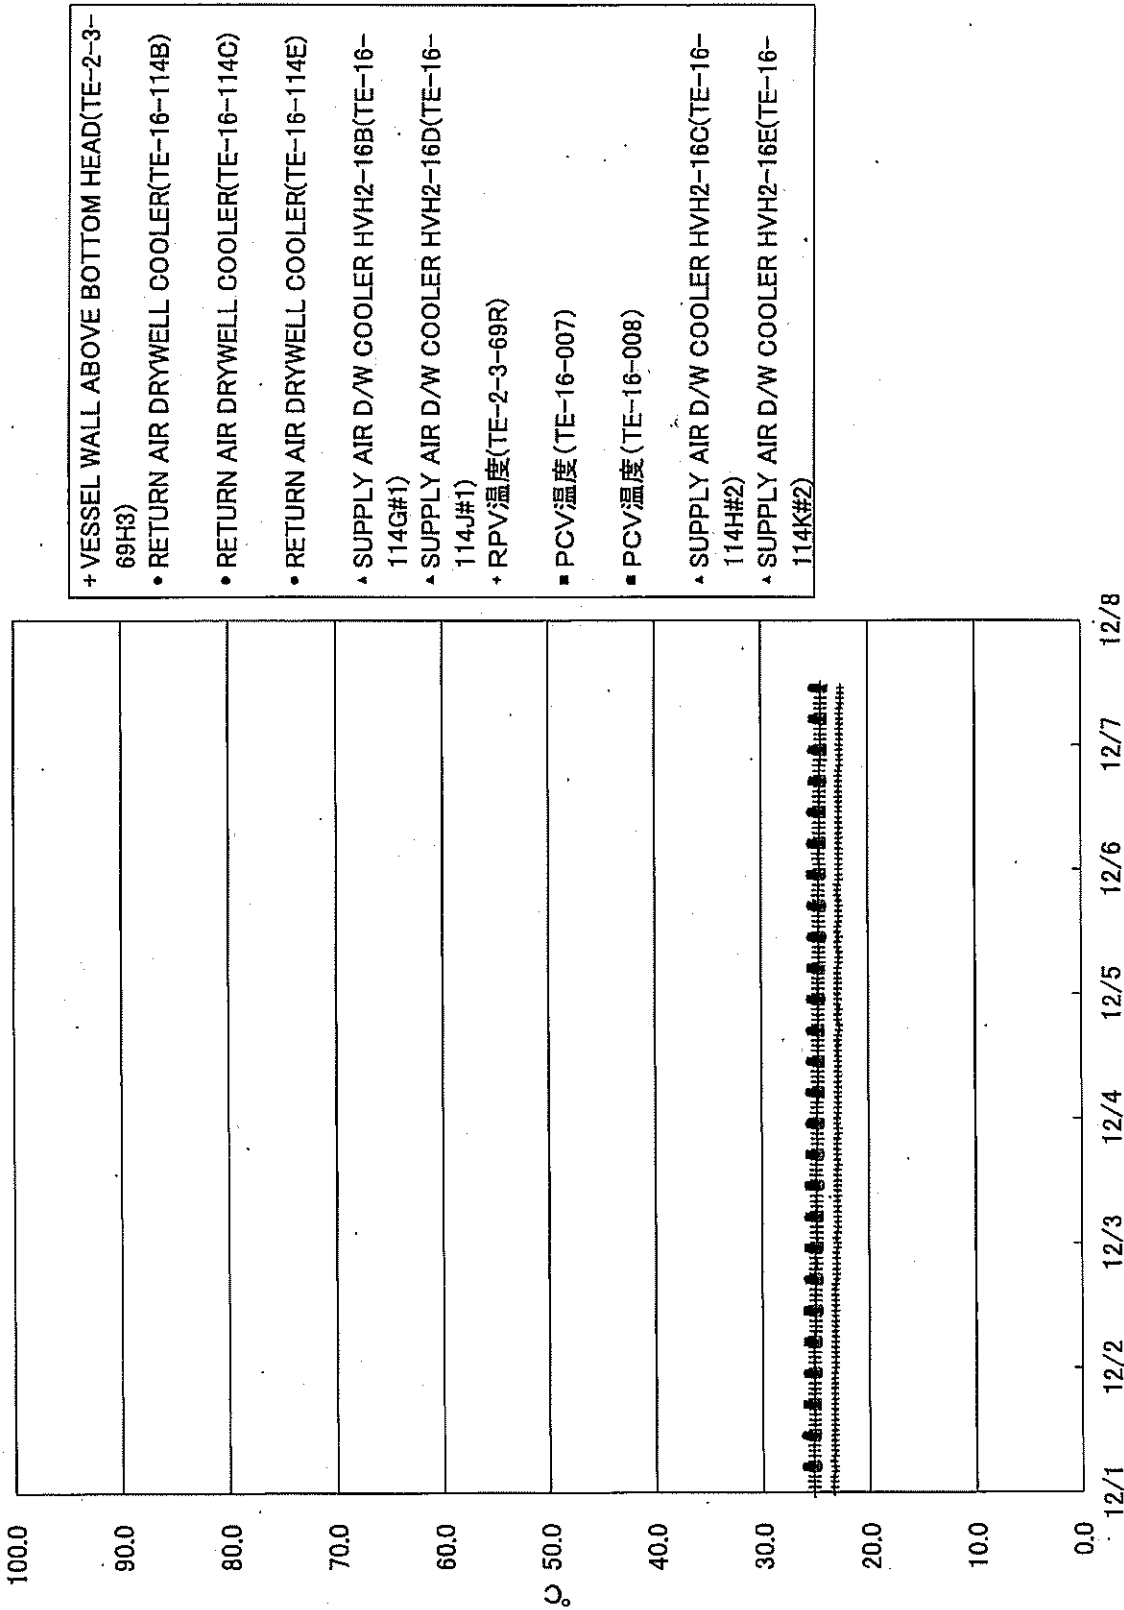 100.0
90.0
80.0
70.0
60.0
50.0
40.0
30.0
20.0
10.0
0.0
℃
12/1
12/2
12/3
12/4
12/5
12/6
12/7
12/8
+ VESSEL WALL ABOVE BOTTOM HEAD(TE-2-3-
69H3)
• RETURN AIR DRYWELL COOLER(TE-16-114B)
• RETURN AIR DRYWELL COOLER(TE-16-114C)
• RETURN AIR DRYWELL COOLER(TE-16-114E)
▲ SUPPLY AIR D/W COOLER HVH2-16B(TE-16-
114G#1)
▲ SUPPLY AIR D/W COOLER HVH2-16D(TE-16-
114J#1)
+ RPV温度(TE-2-3-69R)
■ PCV温度(TE-16-007)
■ PCV温度(TE-16-008)
▲ SUPPLY AIR D/W COOLER HVH2-16C(TE-16-
114H#2)
▲ SUPPLY AIR D/W COOLER HVH2-16E(TE-16-
114K#2)